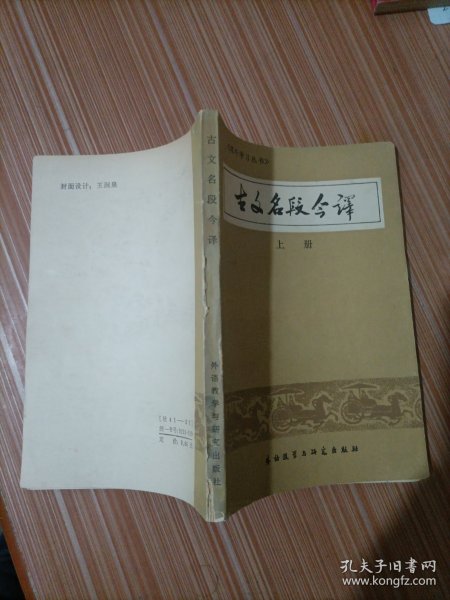 封面设计：王润泉
古文名段今译
外语教学与研究出版社
古文名段今译
上册
外语教学与研究出版社
孔夫子旧书网
www.kongfz.com